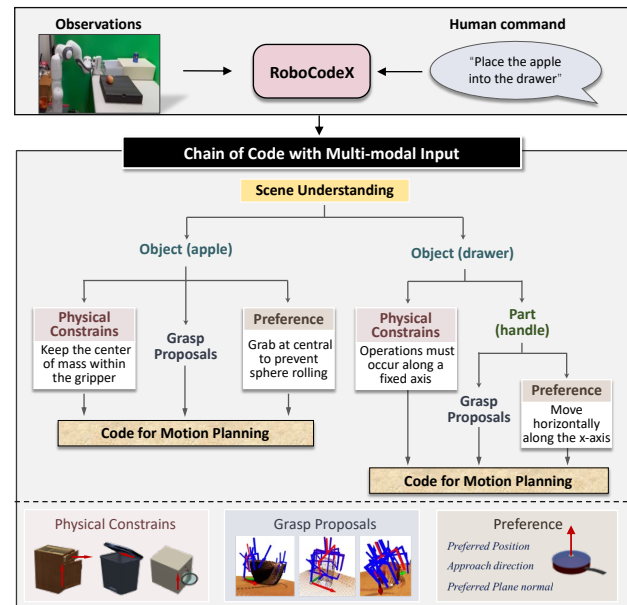 Observations
Human command
RoboCodeX
"Place the apple
into the drawer"
Chain of Code with Multi-modal Input
Scene Understanding
Object (apple)
Object (drawer)
Physical
Constrains
Keep the center
of mass within
the gripper
Grasp
Proposals
Preference
Grab at central
to prevent
sphere rolling
Physical
Constrains
Operations must
occur along a
fixed axis
Part
(handle)
Grasp
Proposals
Preference
Move
horizontally
along the x-axis
Code for Motion Planning
Code for Motion Planning
Physical Constrains
Grasp Proposals
Preference
Preferred Position
Approach direction
Preferred Plane normal